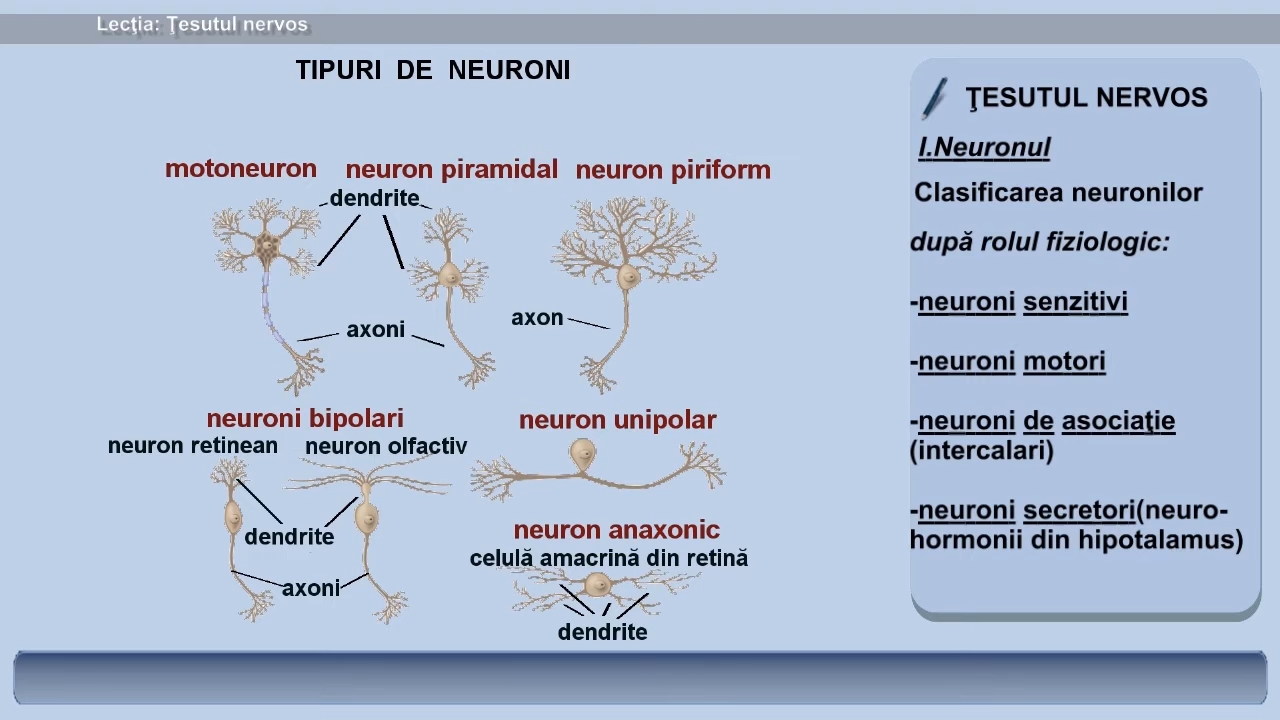 Lecţia: Ţesutul nervos
TIPURI DE NEURONI
motoneuron
neuron piramidal
neuron piriform
dendrite
axoni
axon
neuroni bipolari
neuron retinean
neuron olfactiv
dendrite
axoni
neuron unipolar
neuron anaxonic
celulă amacrină din retină
dendrite
ŢESUTUL NERVOS
I.Neuronul
Clasificarea neuronilor
după rolul fiziologic:
-neuroni senzitivi
-neuroni motori
-neuroni de asociaţie
(intercalari)
-neuroni secretori(neuro-
hormonii din hipotalamus)